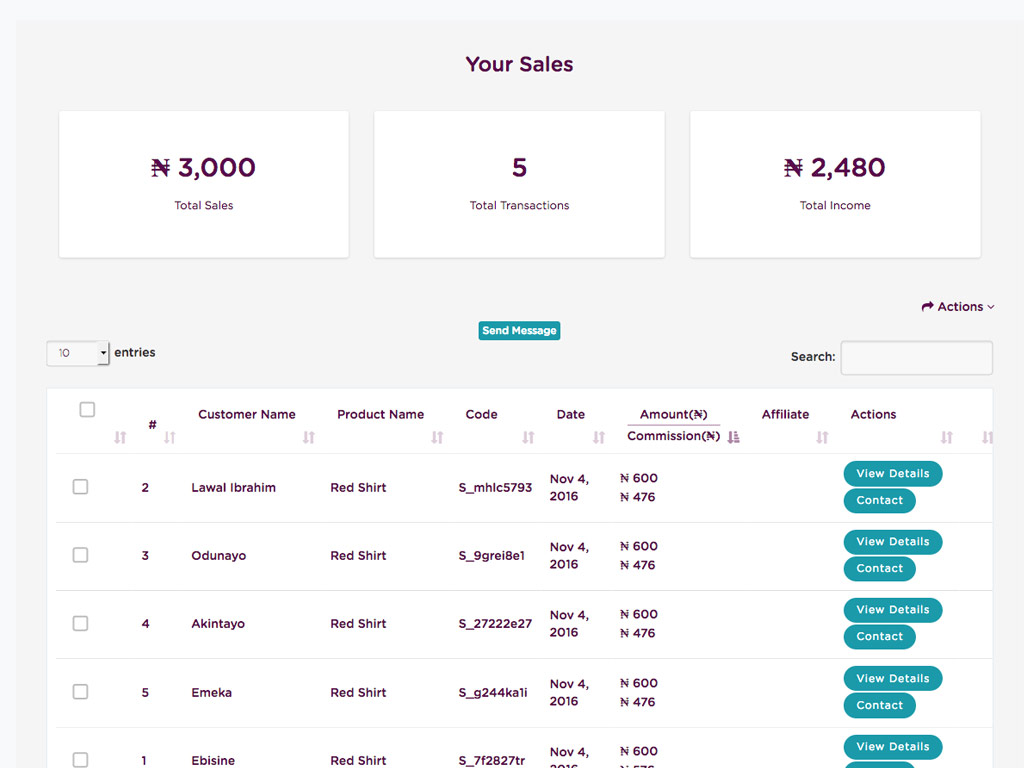 Your Sales
₦ 3,000
Total Sales
5
Total Transactions
₦ 2,480
Total Income
Actions
Send Message
10 entries
Search:
# Customer Name Product Name Code Date Amount(₦) Affiliate Actions
Commission(₦)
2 Lawal Ibrahim Red Shirt S_mhlc5793 Nov 4, 2016 ₦ 600 ₦ 476 View Details Contact
3 Odunayo Red Shirt S_9grei8e1 Nov 4, 2016 ₦ 600 ₦ 476 View Details Contact
4 Akintayo Red Shirt S_27222e27 Nov 4, 2016 ₦ 600 ₦ 476 View Details Contact
5 Emeka Red Shirt S_g244ka1i Nov 4, 2016 ₦ 600 ₦ 476 View Details Contact
1 Ebisine Red Shirt S_7f2827tr Nov 4, ₦ 600 View Details